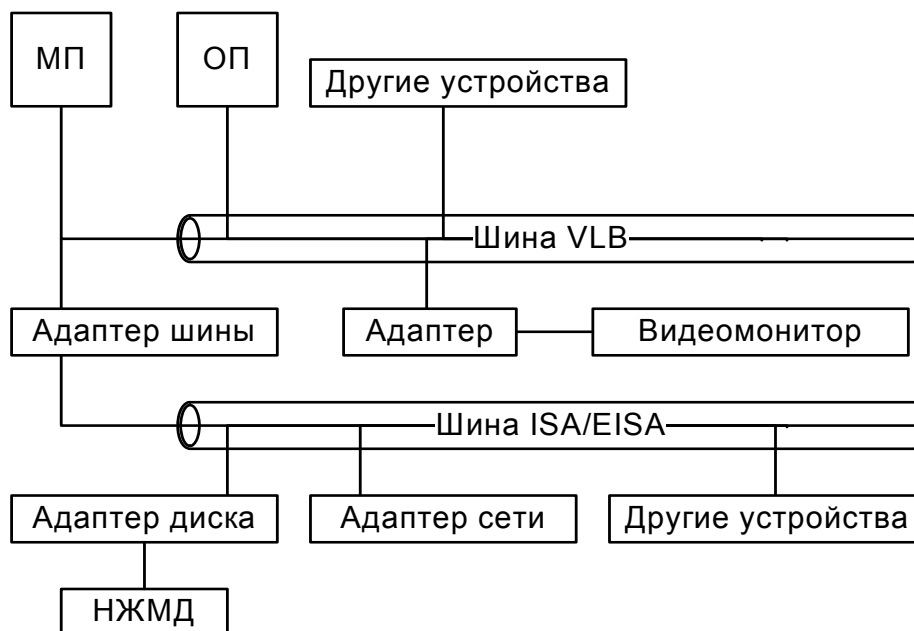 МП
ОП
Другие устройства
Шина VLB
Адаптер шины
Адаптер
Видеомонитор
Шина ISA/EISA
Адаптер диска
Адаптер сети
Другие устройства
НЖМД